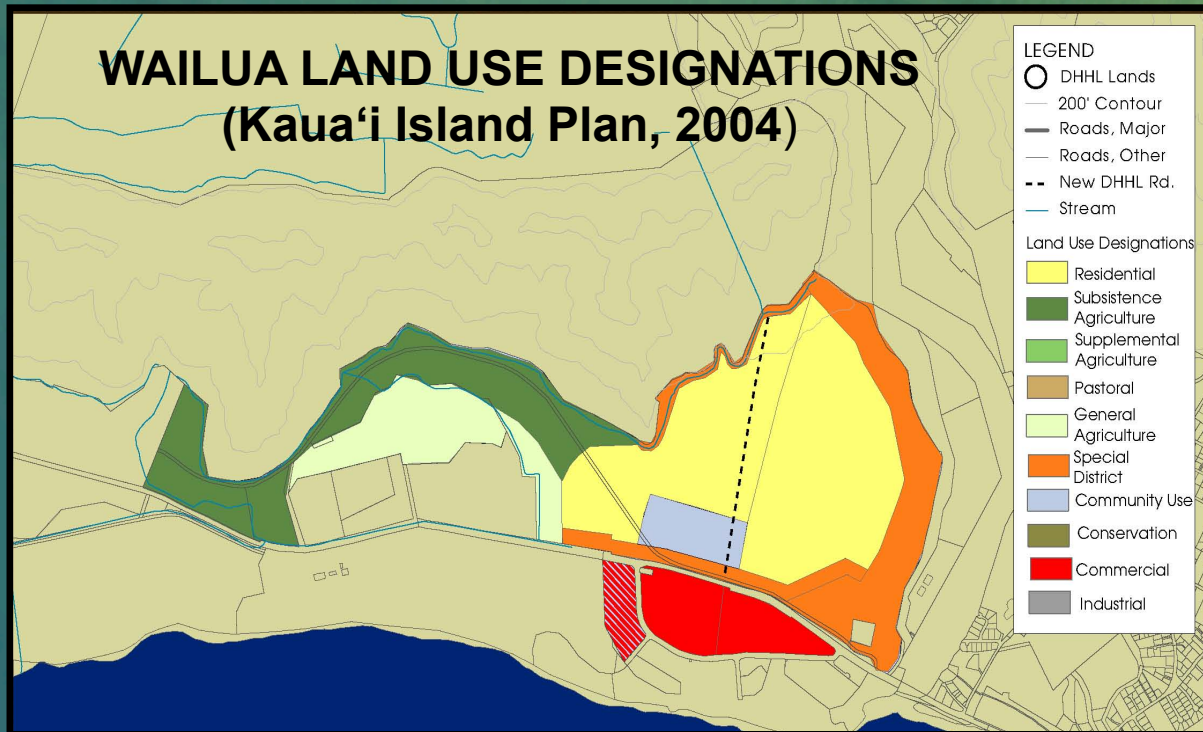 WAILUA LAND USE DESIGNATIONS
(Kauaʻi Island Plan, 2004)
LEGEND
DHHL Lands
200' Contour
Roads, Major
Roads, Other
New DHHL Rd.
Stream
Land Use Designations
Residential
Subsistence
Agriculture
Supplemental
Agriculture
Pastoral
General
Agriculture
Special
District
Community Use
Conservation
Commercial
Industrial